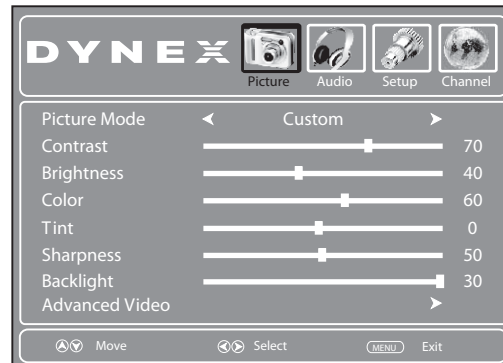 DYNEX
Picture Audio Setup Channel
Picture Mode Custom
Contrast 70
Brightness 40
Color 60
Tint 0
Sharpness 50
Backlight 30
Advanced Video
Move Select MENU Exit